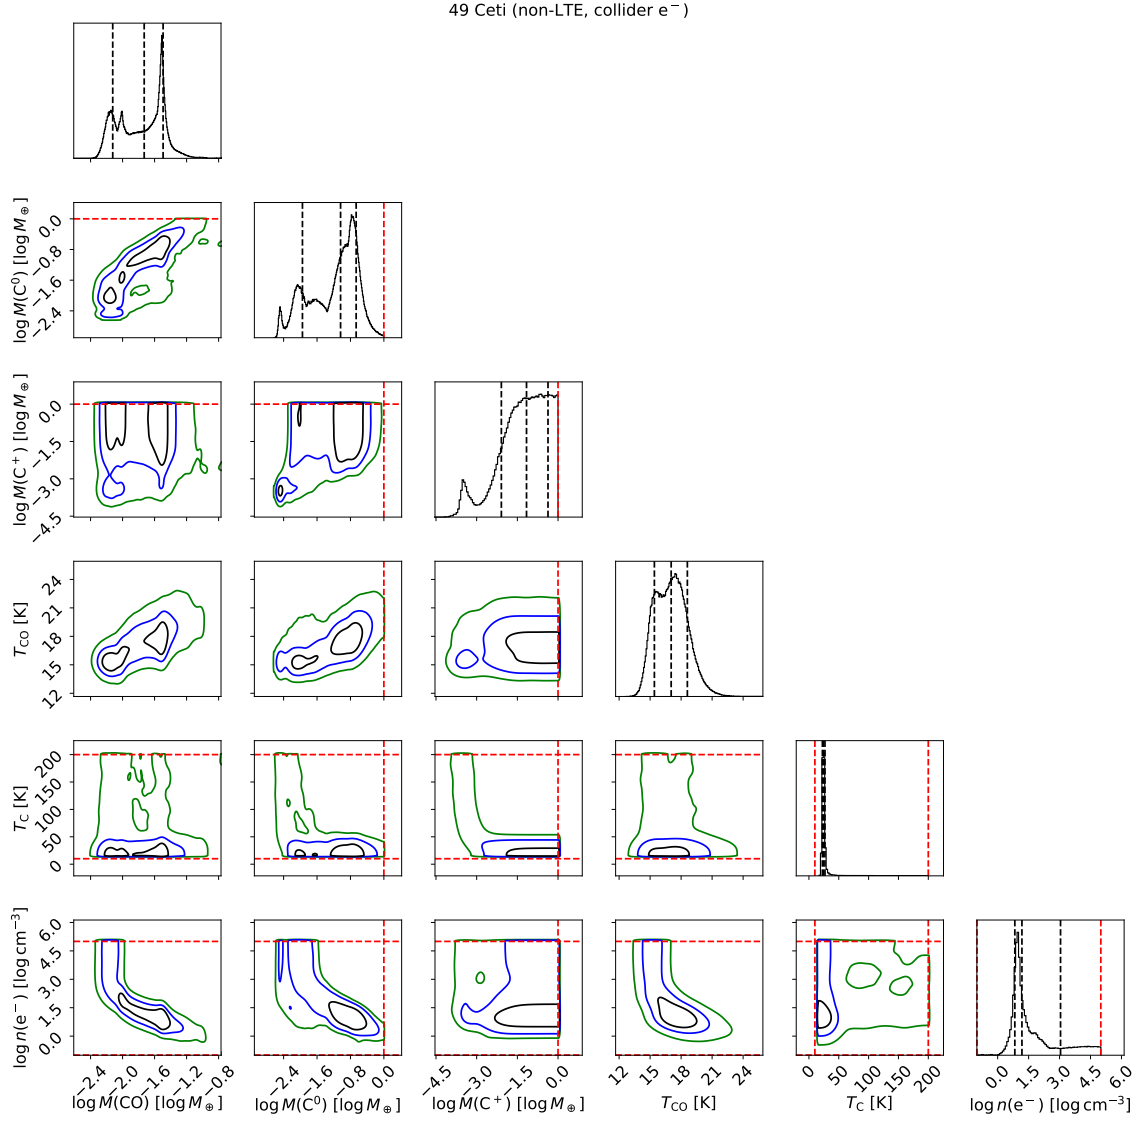 49 Ceti (non-LTE, collider e⁻)
log M(C⁰) [log M⊕]
0.0
−0.8
−1.6
−2.4
log M(C⁺) [log M⊕]
0.0
−1.5
−3.0
−4.5
T_CO [K]
24
21
18
15
12
T_C [K]
200
150
100
50
0
log n(e⁻) [log cm⁻³]
6.0
4.5
3.0
1.5
0.0
−2.4 −2.0 −1.6 −1.2 −0.8 −2.4 −1.6 −0.8 0.0 −4.5 −3.0 −1.5 0.0 12 15 18 21 24 0 50 100 150 200 0.0 1.5 3.0 4.5 6.0
log M(CO) [log M⊕] log M(C⁰) [log M⊕] log M(C⁺) [log M⊕] T_CO [K] T_C [K] log n(e⁻) [log cm⁻³]